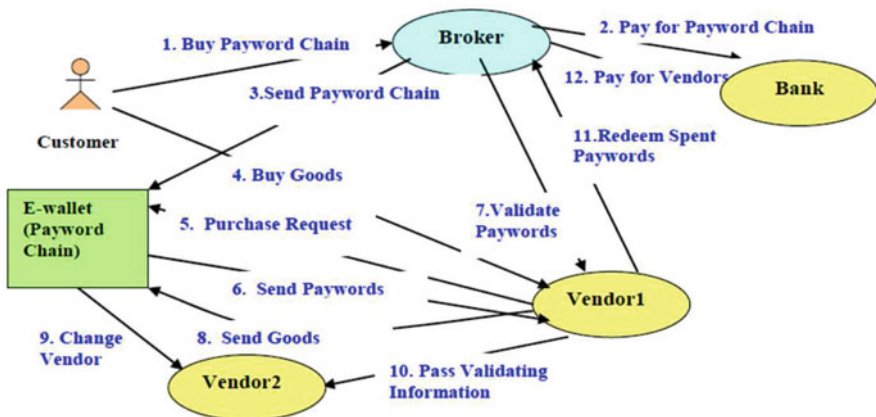 Broker
2. Pay for Payword Chain
1. Buy Payword Chain
12. Pay for Vendors
Bank
3.Send Payword Chain
Customer
11.Redeem Spent
Paywords
4. Buy Goods
E-wallet
(Payword
Chain)
5. Purchase Request
7.Validate
Paywords
6. Send Paywords
Vendor1
9. Change
Vendor
8. Send Goods
10. Pass Validating
Information
Vendor2